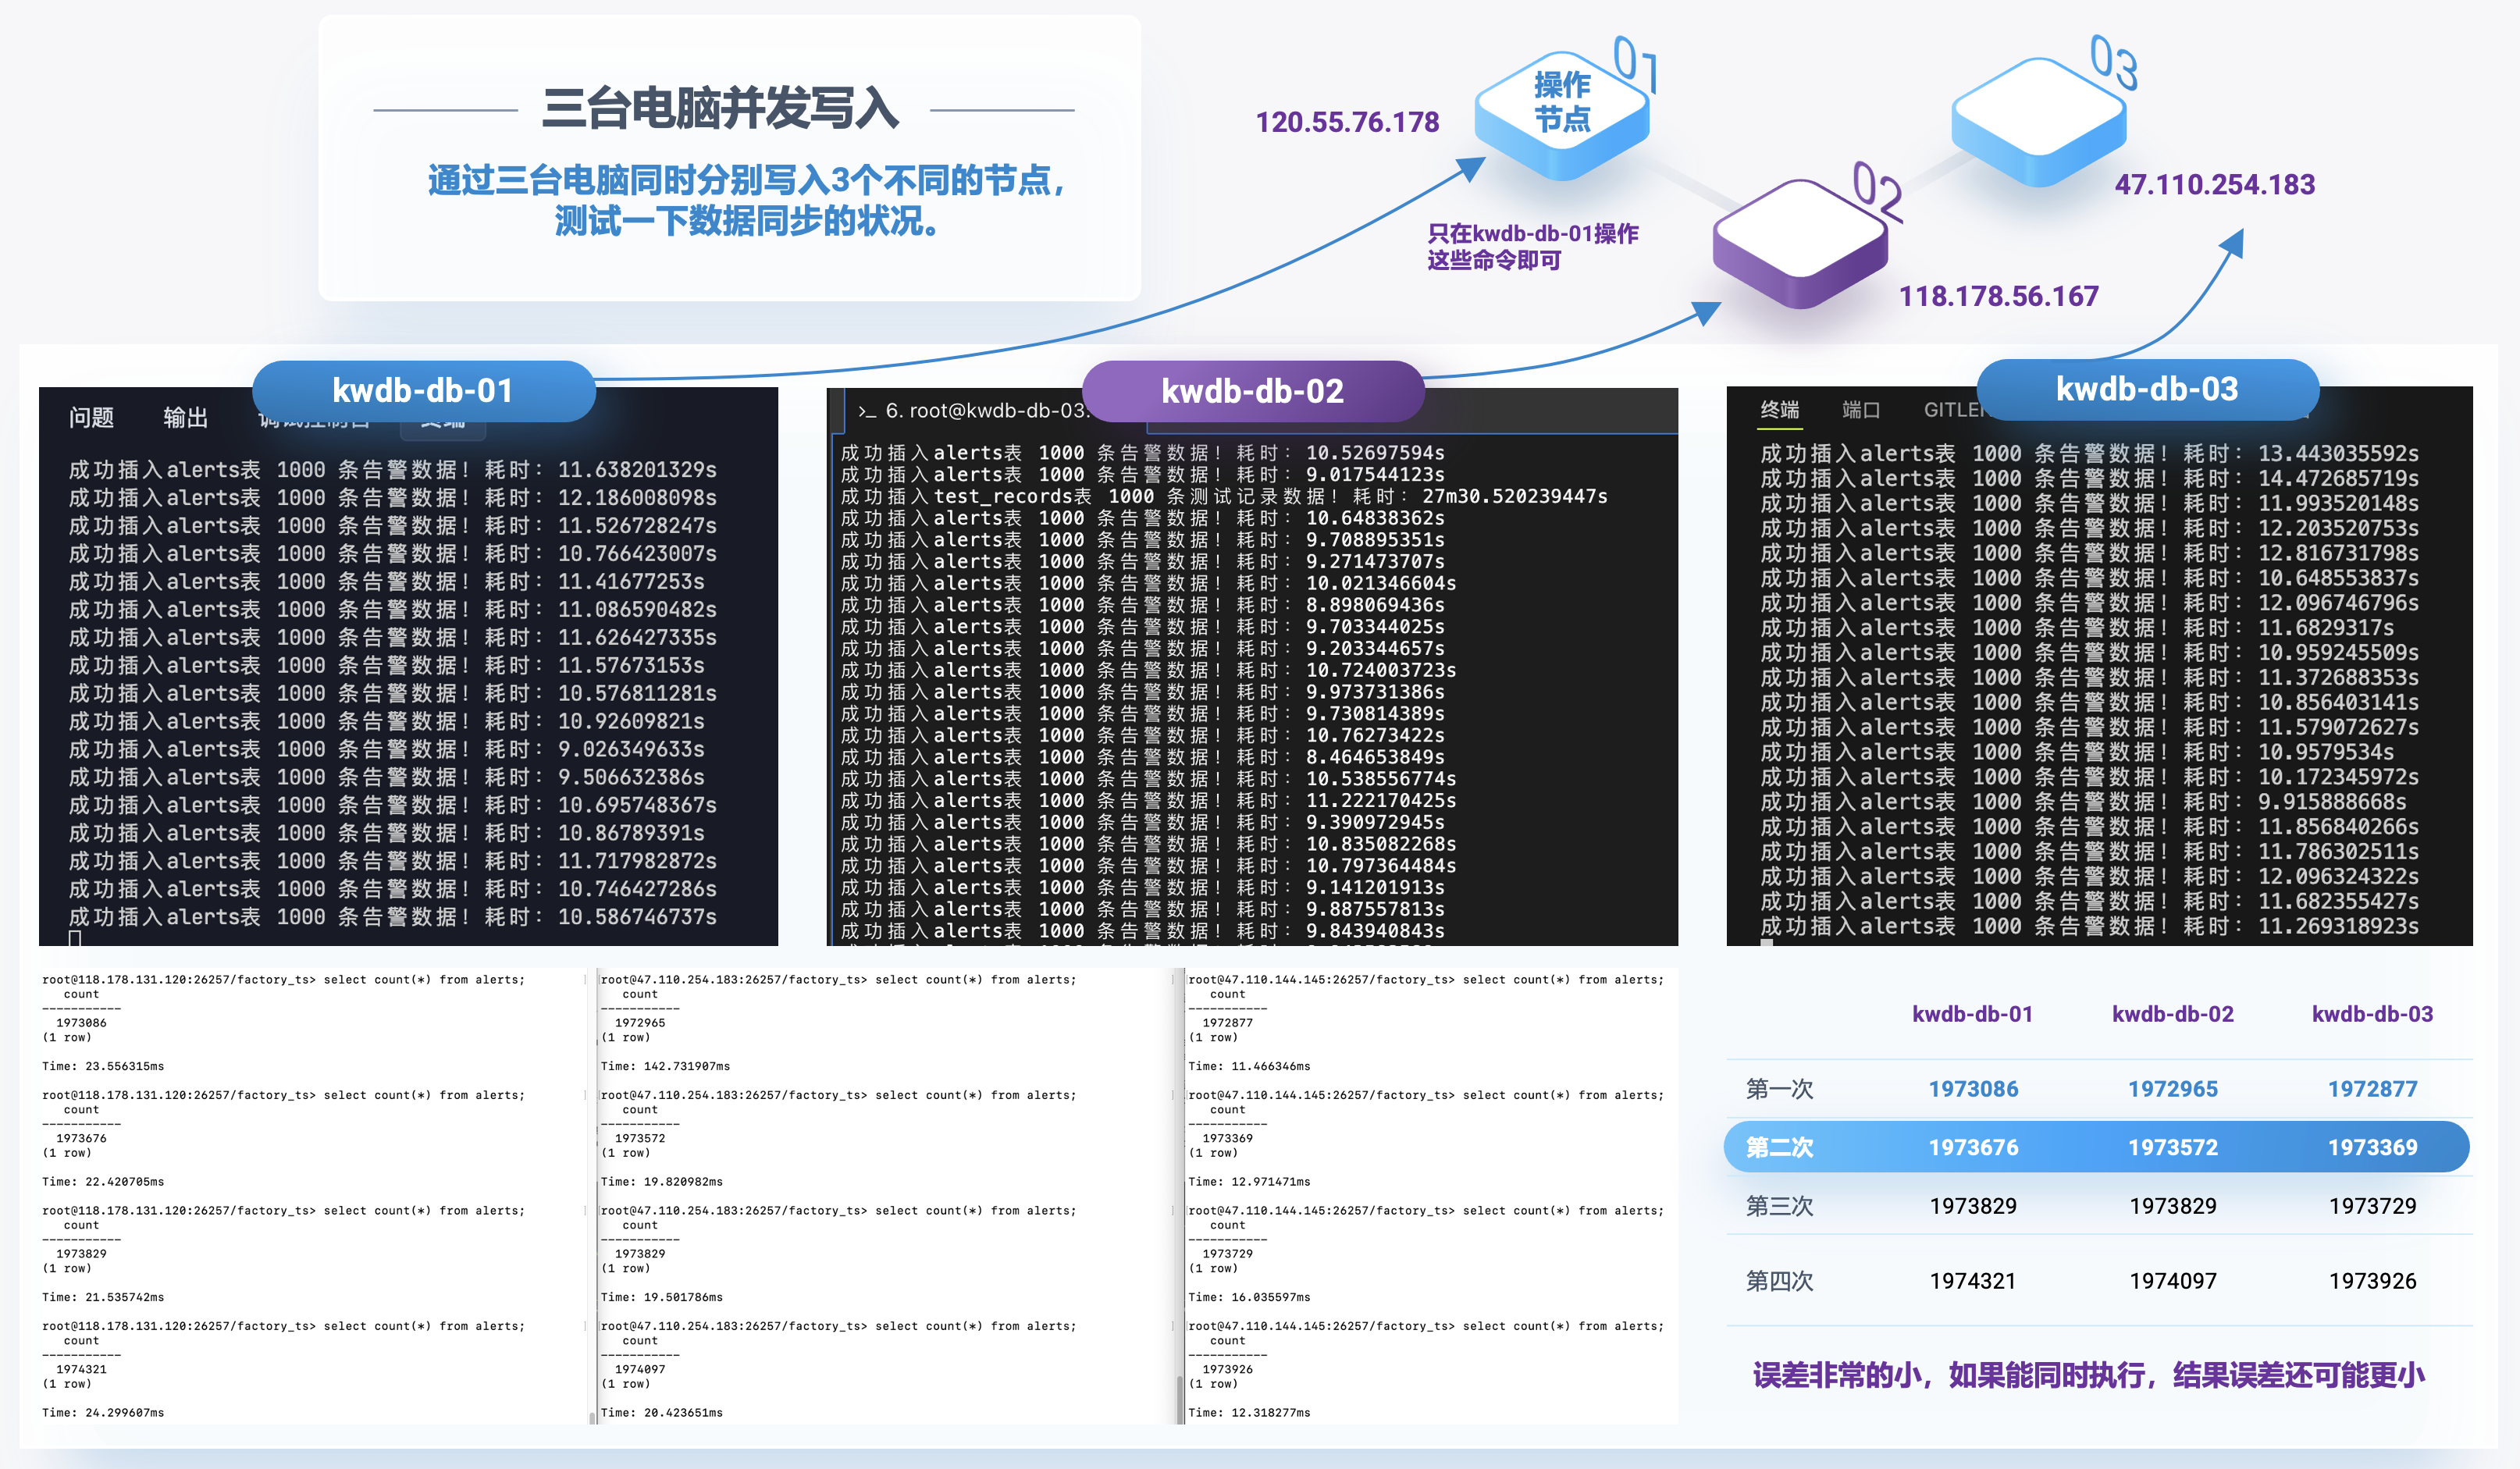 三台电脑并发写入
通过三台电脑同时分别写入3个不同的节点，
测试一下数据同步的状况。
120.55.76.178
操作
节点
01
03
47.110.254.183
02
118.178.56.167
只在kwdb-db-01操作
这些命令即可
kwdb-db-01
问题 输出 调试控制台 终端
成功插入alerts表 1000 条告警数据！耗时：11.638201329s
成功插入alerts表 1000 条告警数据！耗时：12.186008098s
成功插入alerts表 1000 条告警数据！耗时：11.526728247s
成功插入alerts表 1000 条告警数据！耗时：10.766423007s
成功插入alerts表 1000 条告警数据！耗时：11.41677253s
成功插入alerts表 1000 条告警数据！耗时：11.086590482s
成功插入alerts表 1000 条告警数据！耗时：11.626427335s
成功插入alerts表 1000 条告警数据！耗时：11.57673153s
成功插入alerts表 1000 条告警数据！耗时：10.576811281s
成功插入alerts表 1000 条告警数据！耗时：10.92609821s
成功插入alerts表 1000 条告警数据！耗时：9.026349633s
成功插入alerts表 1000 条告警数据！耗时：9.506632386s
成功插入alerts表 1000 条告警数据！耗时：10.695748367s
成功插入alerts表 1000 条告警数据！耗时：10.86789391s
成功插入alerts表 1000 条告警数据！耗时：11.717982872s
成功插入alerts表 1000 条告警数据！耗时：10.746427286s
成功插入alerts表 1000 条告警数据！耗时：10.586746737s
kwdb-db-02
>_ 6. root@kwdb-db-03:
成功插入alerts表 1000 条告警数据！耗时：10.52697594s
成功插入alerts表 1000 条告警数据！耗时：9.017544123s
成功插入test_records表 1000 条测试记录数据！耗时：27m30.520239447s
成功插入alerts表 1000 条告警数据！耗时：10.64838362s
成功插入alerts表 1000 条告警数据！耗时：9.708895351s
成功插入alerts表 1000 条告警数据！耗时：9.271473707s
成功插入alerts表 1000 条告警数据！耗时：10.021346604s
成功插入alerts表 1000 条告警数据！耗时：8.898069436s
成功插入alerts表 1000 条告警数据！耗时：9.703344025s
成功插入alerts表 1000 条告警数据！耗时：9.203344657s
成功插入alerts表 1000 条告警数据！耗时：10.724003723s
成功插入alerts表 1000 条告警数据！耗时：9.973731386s
成功插入alerts表 1000 条告警数据！耗时：9.730814389s
成功插入alerts表 1000 条告警数据！耗时：10.76273422s
成功插入alerts表 1000 条告警数据！耗时：8.464653849s
成功插入alerts表 1000 条告警数据！耗时：10.538556774s
成功插入alerts表 1000 条告警数据！耗时：11.222170425s
成功插入alerts表 1000 条告警数据！耗时：9.390972945s
成功插入alerts表 1000 条告警数据！耗时：10.835082268s
成功插入alerts表 1000 条告警数据！耗时：10.797364484s
成功插入alerts表 1000 条告警数据！耗时：9.141201913s
成功插入alerts表 1000 条告警数据！耗时：9.887557813s
成功插入alerts表 1000 条告警数据！耗时：9.843940843s
kwdb-db-03
终端 端口 GITLEN
成功插入alerts表 1000 条告警数据！耗时：13.443035592s
成功插入alerts表 1000 条告警数据！耗时：14.472685719s
成功插入alerts表 1000 条告警数据！耗时：11.993520148s
成功插入alerts表 1000 条告警数据！耗时：12.203520753s
成功插入alerts表 1000 条告警数据！耗时：12.816731798s
成功插入alerts表 1000 条告警数据！耗时：10.648553837s
成功插入alerts表 1000 条告警数据！耗时：12.096746796s
成功插入alerts表 1000 条告警数据！耗时：11.6829317s
成功插入alerts表 1000 条告警数据！耗时：10.959245509s
成功插入alerts表 1000 条告警数据！耗时：11.372688353s
成功插入alerts表 1000 条告警数据！耗时：10.856403141s
成功插入alerts表 1000 条告警数据！耗时：11.579072627s
成功插入alerts表 1000 条告警数据！耗时：10.9579534s
成功插入alerts表 1000 条告警数据！耗时：10.172345972s
成功插入alerts表 1000 条告警数据！耗时：9.915888668s
成功插入alerts表 1000 条告警数据！耗时：11.856840266s
成功插入alerts表 1000 条告警数据！耗时：11.786302511s
成功插入alerts表 1000 条告警数据！耗时：12.096324322s
成功插入alerts表 1000 条告警数据！耗时：11.682355427s
成功插入alerts表 1000 条告警数据！耗时：11.269318923s
root@118.178.131.120:26257/factory_ts> select count(*) from alerts;
count
-----------
1973086
(1 row)
Time: 23.556315ms
root@118.178.131.120:26257/factory_ts> select count(*) from alerts;
count
-----------
1973676
(1 row)
Time: 22.420705ms
root@118.178.131.120:26257/factory_ts> select count(*) from alerts;
count
-----------
1973829
(1 row)
Time: 21.535742ms
root@118.178.131.120:26257/factory_ts> select count(*) from alerts;
count
-----------
1974321
(1 row)
Time: 24.299607ms
root@47.110.254.183:26257/factory_ts> select count(*) from alerts;
count
-----------
1972965
(1 row)
Time: 142.731907ms
root@47.110.254.183:26257/factory_ts> select count(*) from alerts;
count
-----------
1973572
(1 row)
Time: 19.820982ms
root@47.110.254.183:26257/factory_ts> select count(*) from alerts;
count
-----------
1973829
(1 row)
Time: 19.501786ms
root@47.110.254.183:26257/factory_ts> select count(*) from alerts;
count
-----------
1974097
(1 row)
Time: 20.423651ms
root@47.110.144.145:26257/factory_ts> select count(*) from alerts;
count
-----------
1972877
(1 row)
Time: 11.466346ms
root@47.110.144.145:26257/factory_ts> select count(*) from alerts;
count
-----------
1973369
(1 row)
Time: 12.971471ms
root@47.110.144.145:26257/factory_ts> select count(*) from alerts;
count
-----------
1973729
(1 row)
Time: 16.035597ms
root@47.110.144.145:26257/factory_ts> select count(*) from alerts;
count
-----------
1973926
(1 row)
Time: 12.318277ms
kwdb-db-01 kwdb-db-02 kwdb-db-03
第一次 1973086 1972965 1972877
第二次 1973676 1973572 1973369
第三次 1973829 1973829 1973729
第四次 1974321 1974097 1973926
误差非常的小，如果能同时执行，结果误差还可能更小